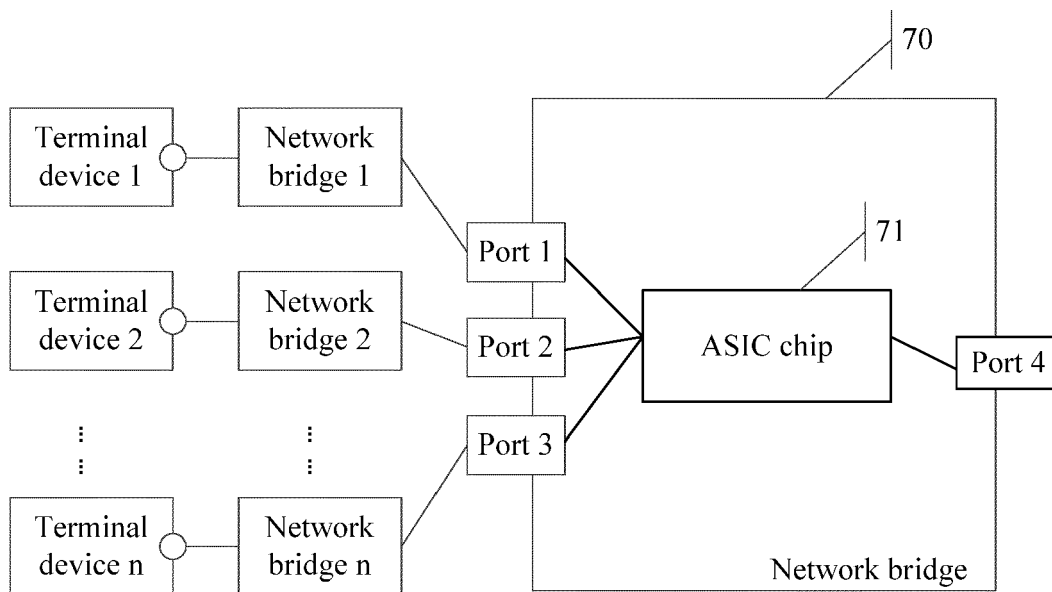 70
Terminal
device 1
Network
bridge 1
Port 1
71
Terminal
device 2
Network
bridge 2
Port 2
ASIC chip
Port 4
Port 3
Terminal
device n
Network
bridge n
Network bridge